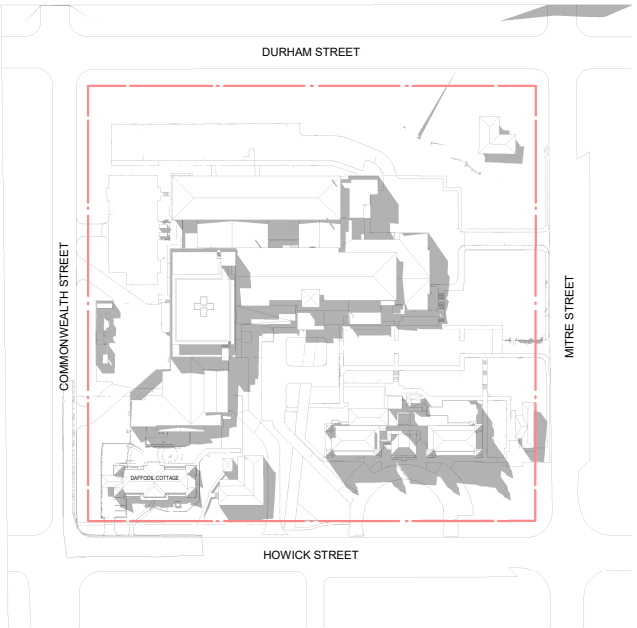 DURHAM STREET
COMMONWEALTH STREET
MITRE STREET
DAFFODIL COTTAGE
HOWICK STREET